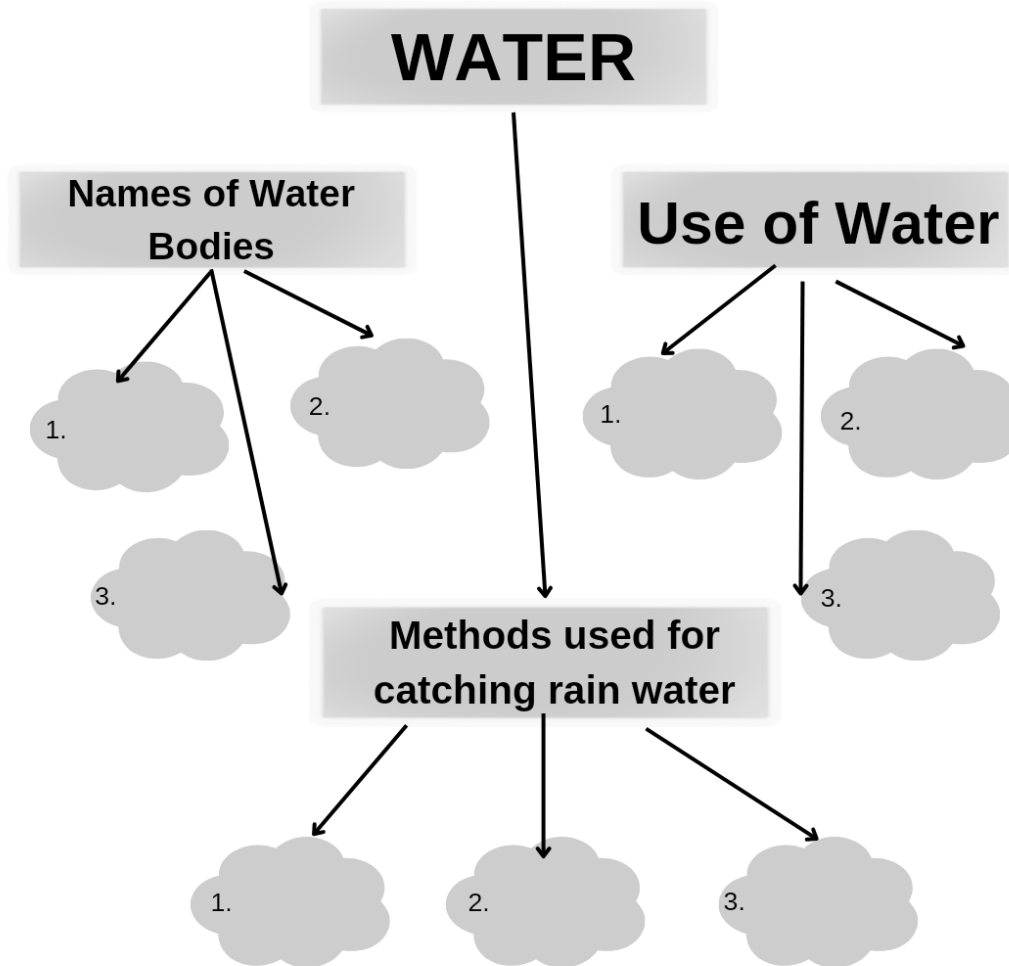 WATER
Names of Water
Bodies
Use of Water
1.
2.
3.
1.
2.
3.
Methods used for
catching rain water
1.
2.
3.